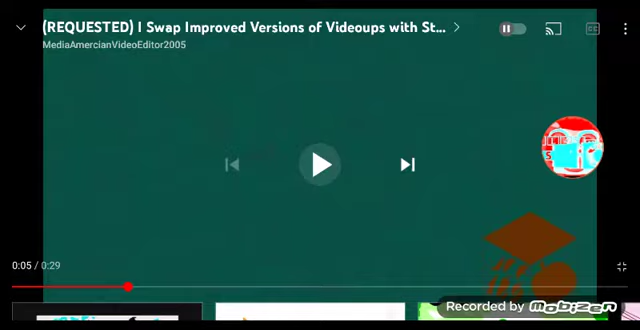 (REQUESTED) I Swap Improved Versions of Videoups with St...
MediaAmercianVideoEditor2005
0:05 / 0:29
Recorded by Mobizen